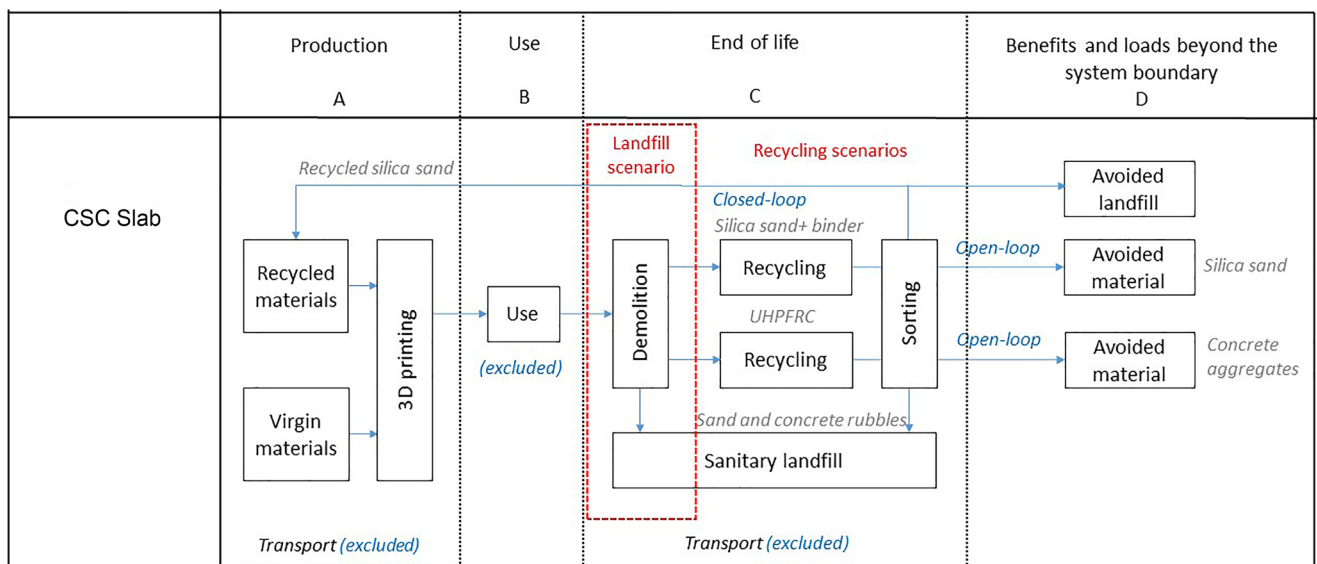 Production
A
Use
B
End of life
C
Benefits and loads beyond the
system boundary
D
CSC Slab
Recycled silica sand
Recycled
materials
Virgin
materials
3D printing
Transport (excluded)
Use
(excluded)
Landfill
scenario
Recycling scenarios
Closed-loop
Silica sand+ binder
Demolition
Recycling
UHPFRC
Recycling
Sorting
Sand and concrete rubbles
Sanitary landfill
Transport (excluded)
Avoided
landfill
Open-loop
Avoided
material
Silica sand
Open-loop
Avoided
material
Concrete
aggregates